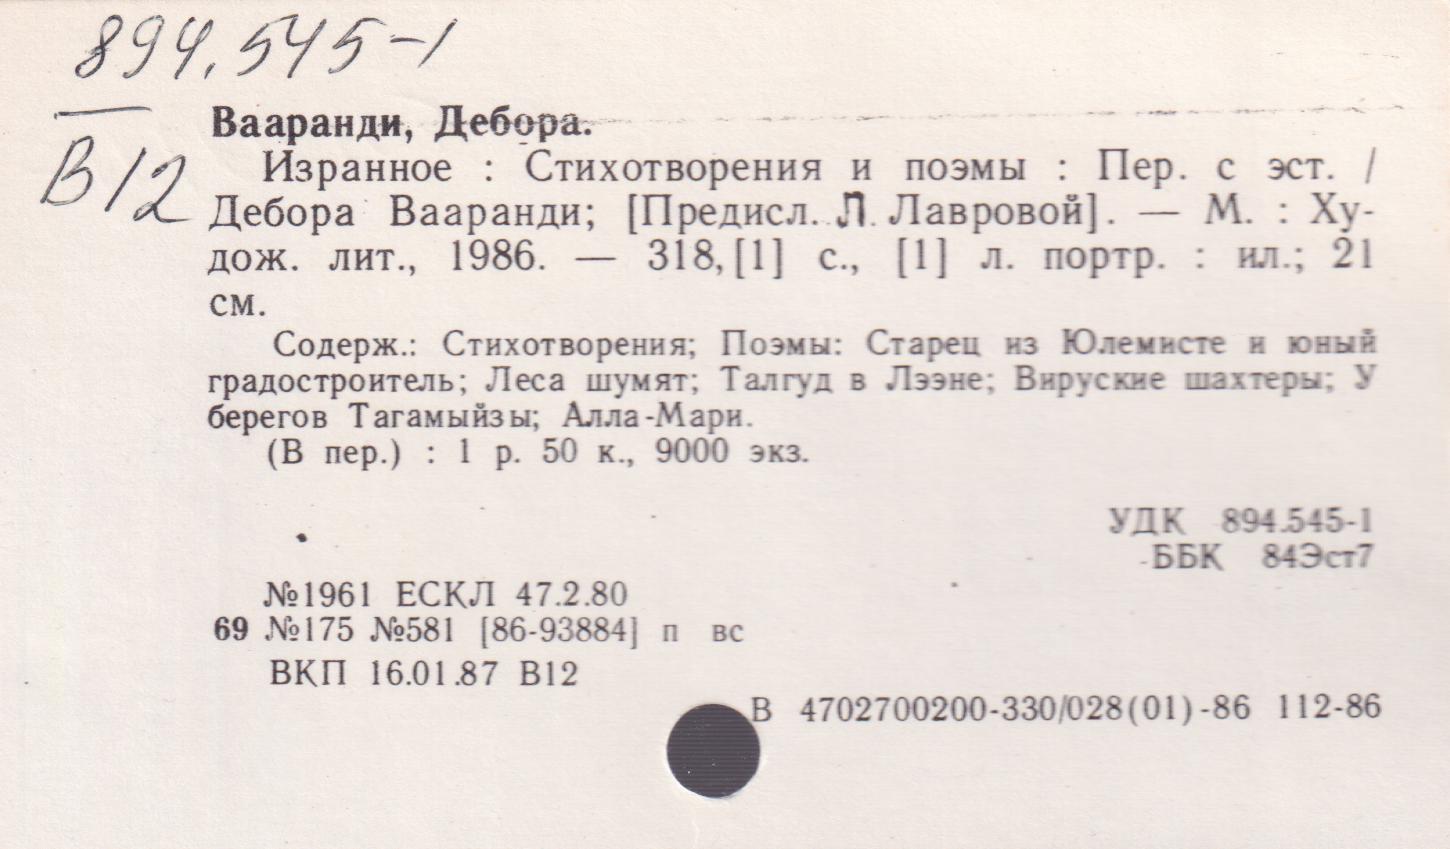 894.545-1
В12
Вааранди, Дебора.
Изранное : Стихотворения и поэмы : Пер. с эст. /
Дебора Вааранди; [Предисл. Л. Лавровой]. — М. : Ху-
дож. лит., 1986. — 318, [1] с., [1] л. портр. : ил.; 21
см.
Содерж.: Стихотворения; Поэмы: Старец из Юлемисте и юный
градостроитель; Леса шумят; Талгуд в Лээне; Вируские шахтеры; У
берегов Тагамыйзы; Алла-Мари.
(В пер.) : 1 р. 50 к., 9000 экз.
УДК 894.545-1
ББК 84Эст7
№1961 ЕСКЛ 47.2.80
69 №175 №581 [86-93884] п вс
ВКП 16.01.87 В12
В 4702700200-330/028(01)-86 112-86